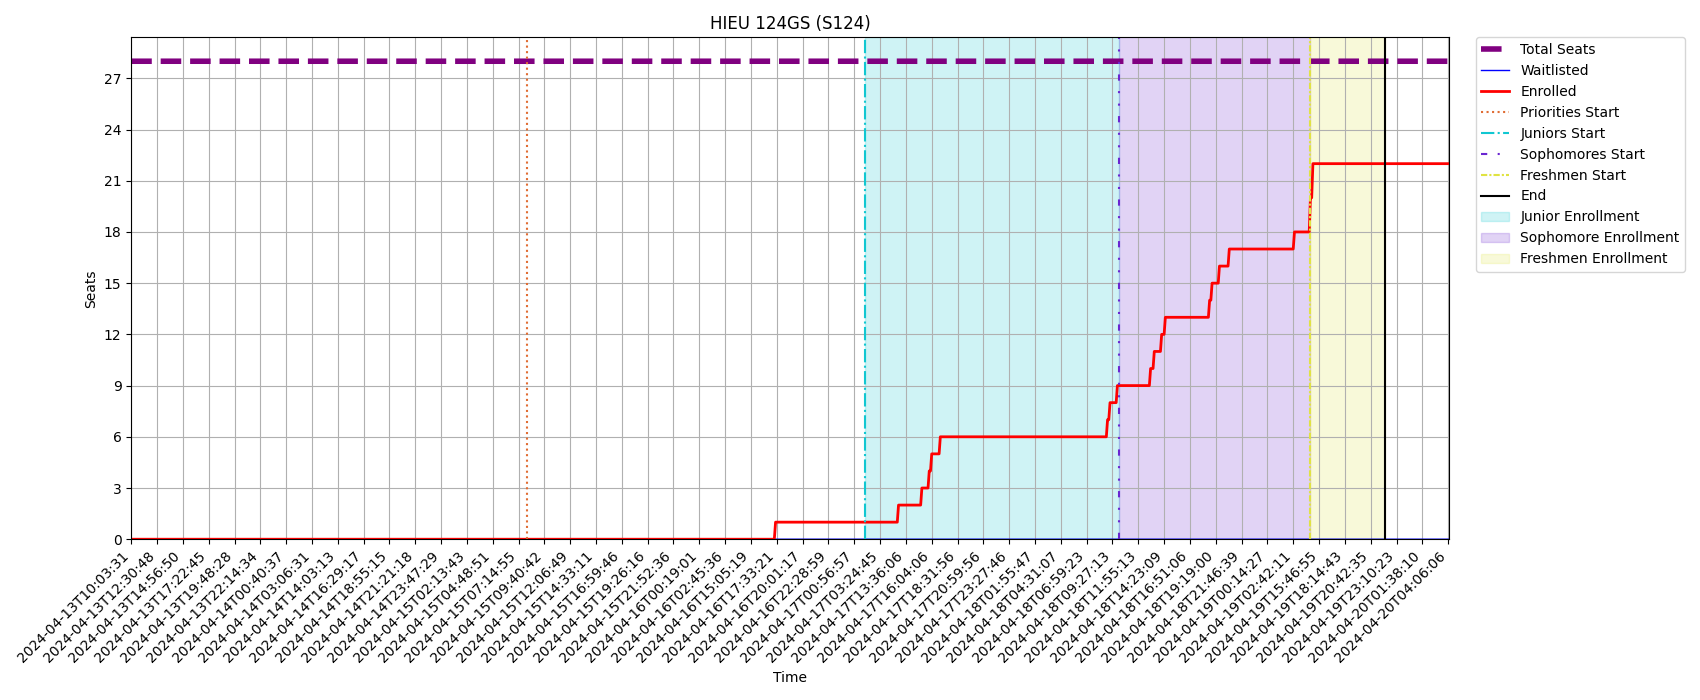 HIEU 124GS (S124)
Total Seats
Waitlisted
Enrolled
Priorities Start
Juniors Start
Sophomores Start
Freshmen Start
End
Junior Enrollment
Sophomore Enrollment
Freshmen Enrollment
Seats
27
24
21
18
15
12
9
6
3
0
2024-04-13T10:03:31
2024-04-13T12:30:48
2024-04-13T14:56:50
2024-04-13T17:22:45
2024-04-13T19:48:28
2024-04-13T22:14:34
2024-04-14T00:40:37
2024-04-14T03:06:31
2024-04-14T14:03:13
2024-04-14T16:29:17
2024-04-14T18:55:15
2024-04-14T21:21:18
2024-04-14T23:47:29
2024-04-15T02:13:43
2024-04-15T04:48:51
2024-04-15T07:14:55
2024-04-15T09:40:42
2024-04-15T12:06:49
2024-04-15T14:33:11
2024-04-15T16:59:46
2024-04-15T19:26:16
2024-04-15T21:52:36
2024-04-16T00:19:01
2024-04-16T02:45:36
2024-04-16T15:05:19
2024-04-16T17:33:21
2024-04-16T20:01:17
2024-04-16T22:28:59
2024-04-17T00:56:57
2024-04-17T03:24:45
2024-04-17T13:36:06
2024-04-17T16:04:06
2024-04-17T18:31:56
2024-04-17T20:59:56
2024-04-17T23:27:46
2024-04-18T01:55:47
2024-04-18T04:31:07
2024-04-18T06:59:23
2024-04-18T09:27:13
2024-04-18T11:55:13
2024-04-18T14:23:09
2024-04-18T16:51:06
2024-04-18T19:19:00
2024-04-18T21:46:39
2024-04-19T00:14:27
2024-04-19T02:42:11
2024-04-19T15:46:55
2024-04-19T18:14:43
2024-04-19T20:42:35
2024-04-19T23:10:23
2024-04-20T01:38:10
2024-04-20T04:06:06
Time